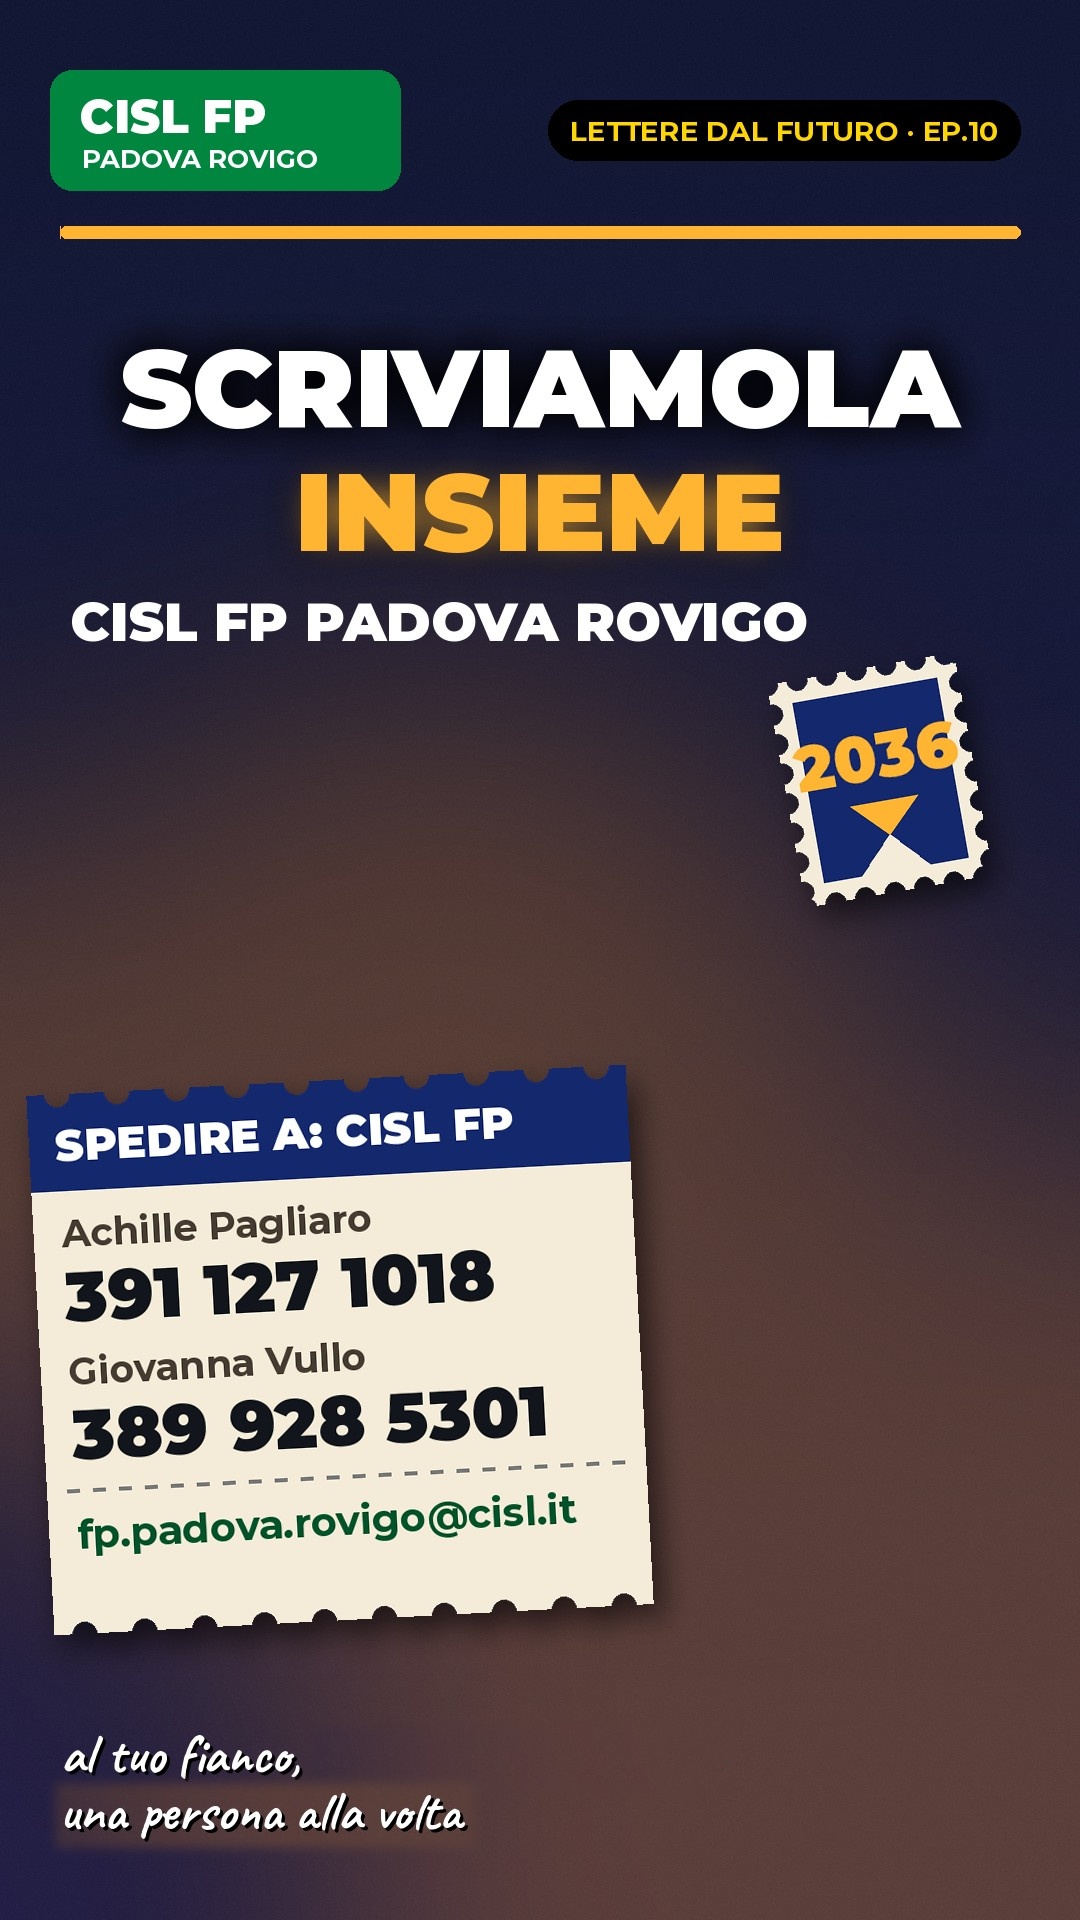 CISL FP
PADOVA ROVIGO
LETTERE DAL FUTURO · EP.10
SCRIVIAMOLA
INSIEME
CISL FP PADOVA ROVIGO
2036
SPEDIRE A: CISL FP
Achille Pagliaro
391 127 1018
Giovanna Vullo
389 928 5301
fp.padova.rovigo@cisl.it
al tuo fianco,
una persona alla volta